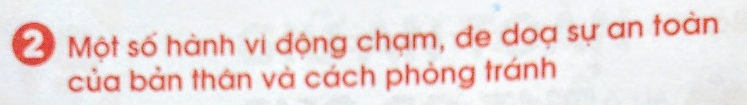 2 Một số hành vi động chạm, đe doạ sự an toàn
của bản thân và cách phòng tránh